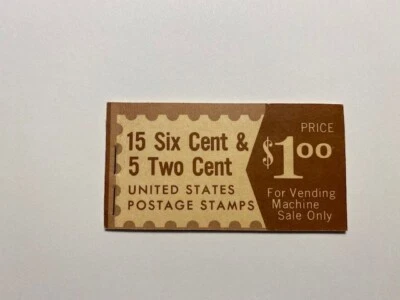 15 Six Cent &
5 Two Cent
UNITED STATES
POSTAGE STAMPS
PRICE
$1.00
For Vending
Machine
Sale Only